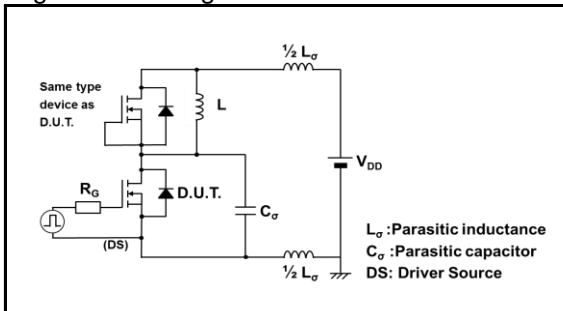 ½ Lσ
Same type
device as
D.U.T.
L
VDD
RG
D.U.T.
Cσ
(DS)
½ Lσ
Lσ :Parasitic inductance
Cσ :Parasitic capacitor
DS: Driver Source